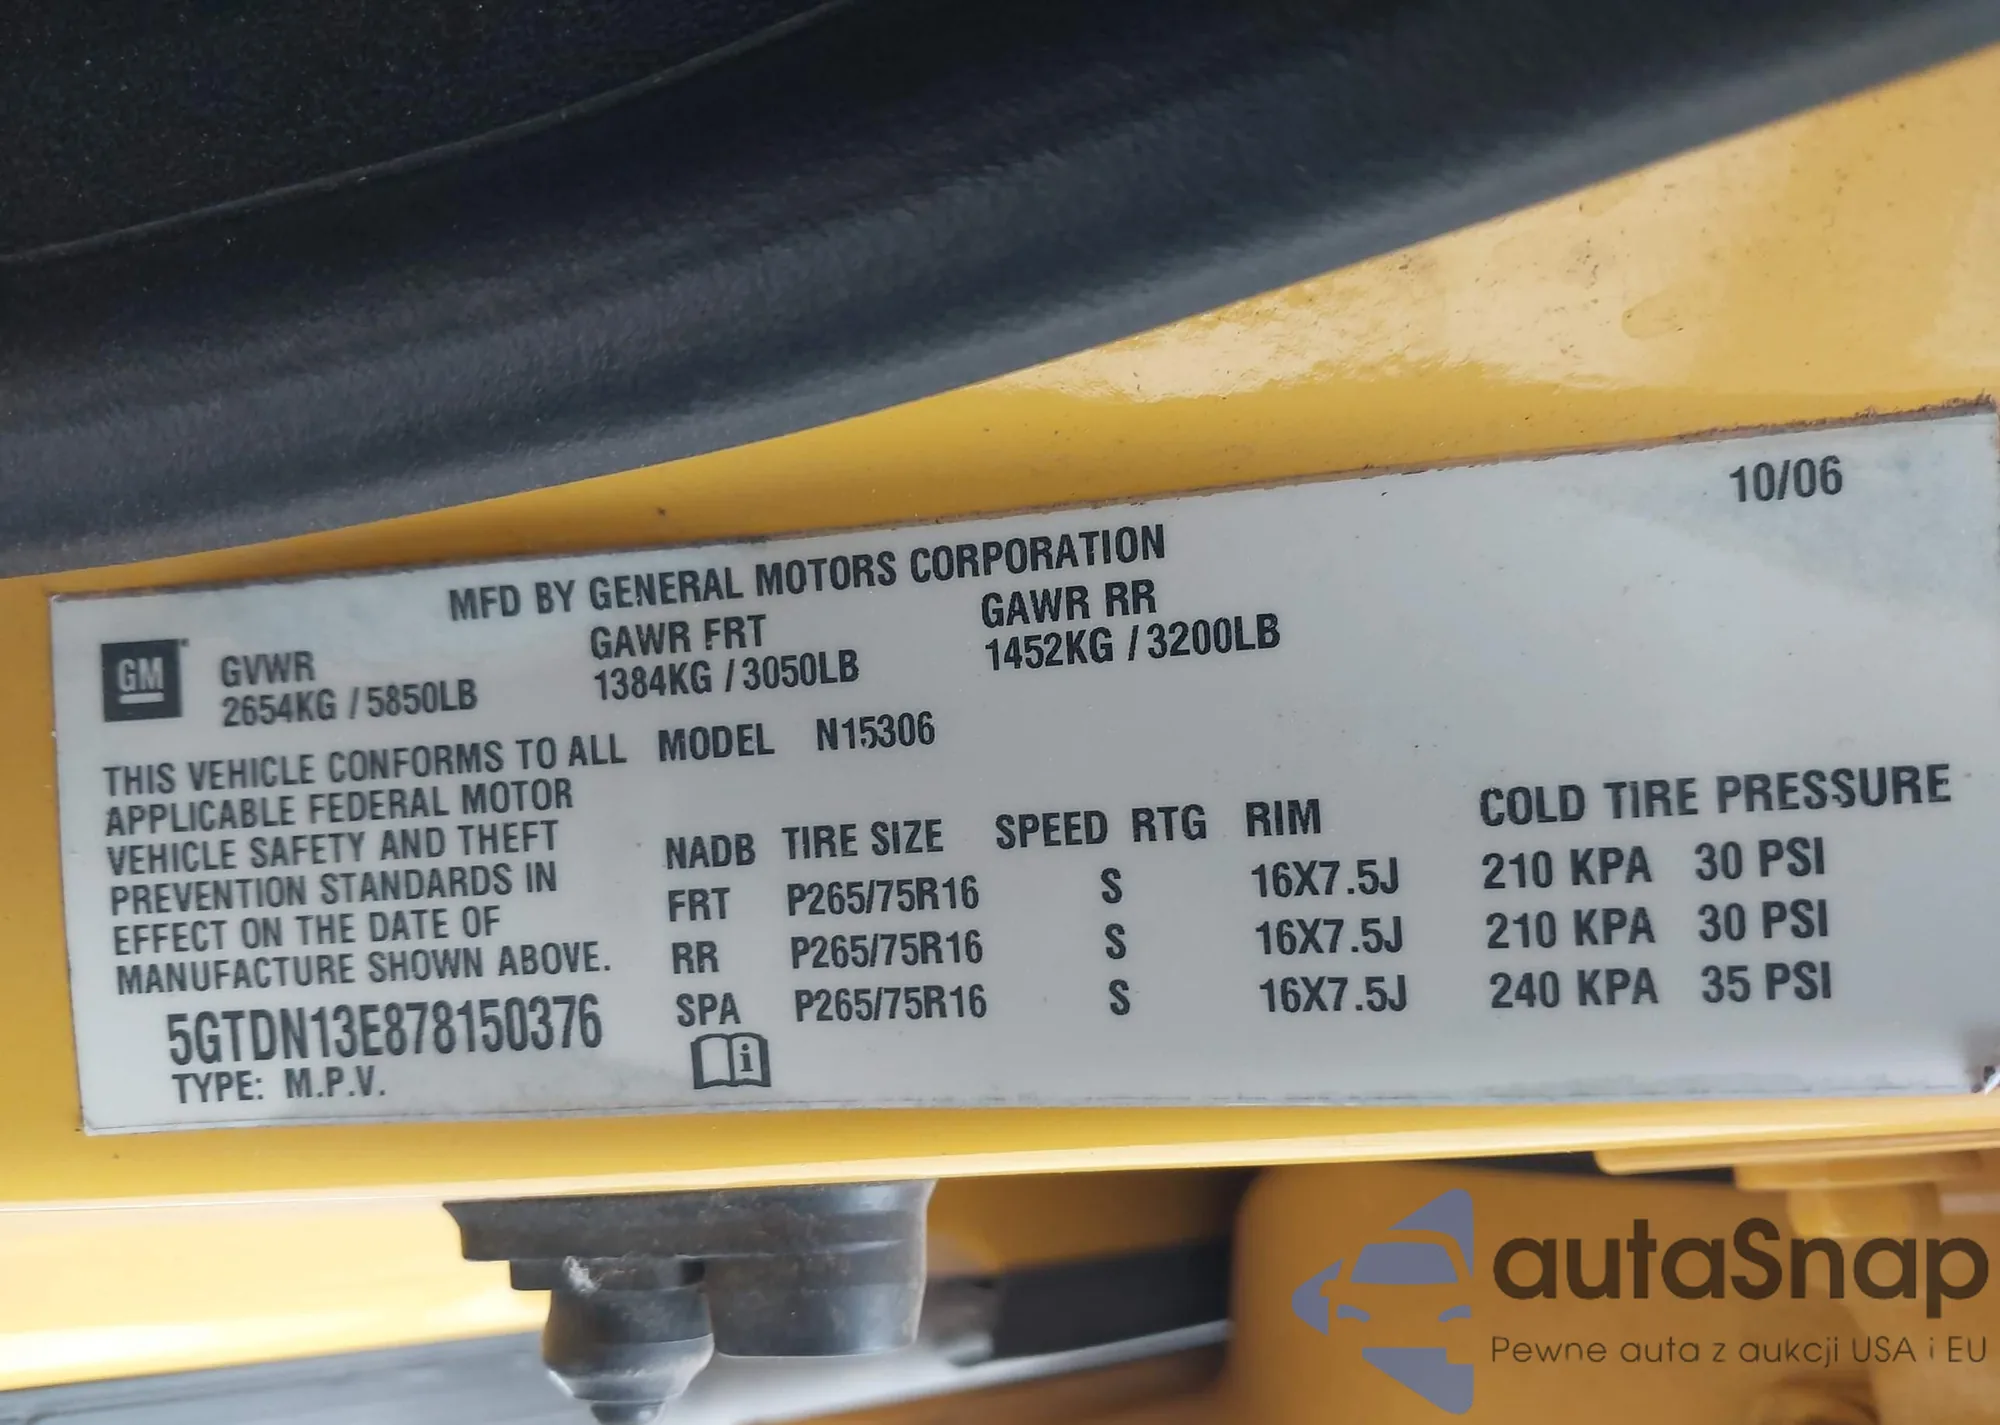 10/06
MFD BY GENERAL MOTORS CORPORATION
GM
GVWR GAWR FRT GAWR RR
2654KG / 5850LB 1384KG / 3050LB 1452KG / 3200LB
THIS VEHICLE CONFORMS TO ALL
APPLICABLE FEDERAL MOTOR
VEHICLE SAFETY AND THEFT
PREVENTION STANDARDS IN
EFFECT ON THE DATE OF
MANUFACTURE SHOWN ABOVE.
5GTDN13E878150376
TYPE: M.P.V.
MODEL N15306
NADB TIRE SIZE SPEED RTG RIM COLD TIRE PRESSURE
FRT P265/75R16 S 16X7.5J 210 KPA 30 PSI
RR P265/75R16 S 16X7.5J 210 KPA 30 PSI
SPA P265/75R16 S 16X7.5J 240 KPA 35 PSI
i
autaSnap
Pewne auta z aukcji USA i EU